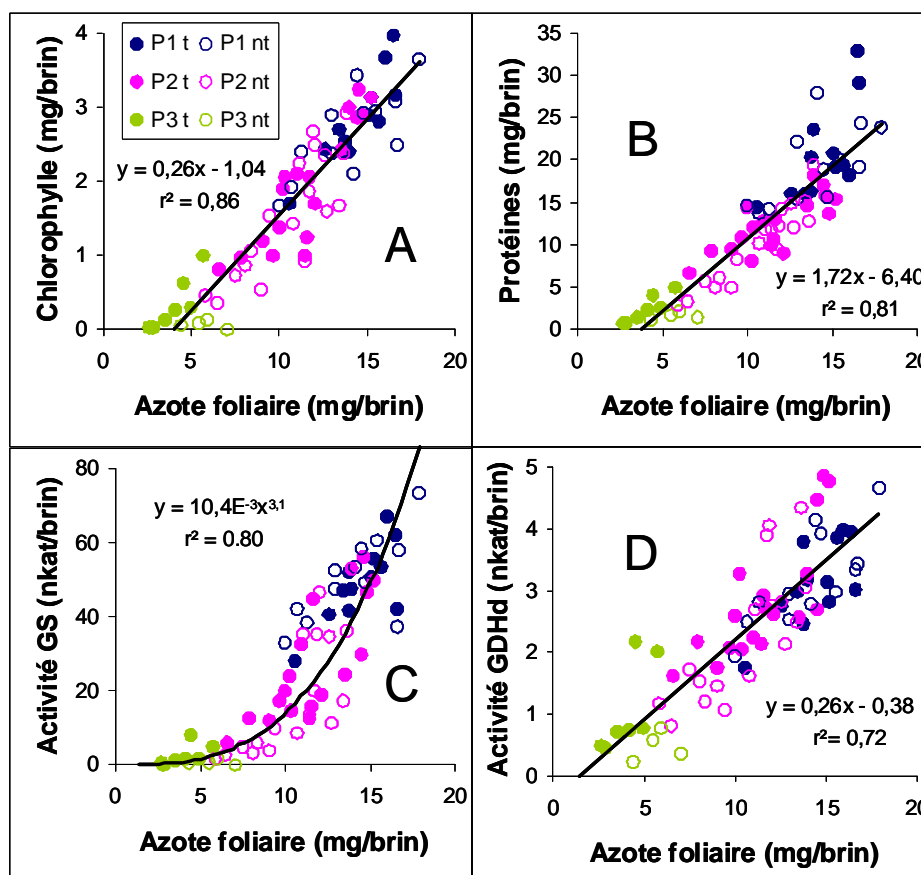 Chlorophylle (mg/brin)
4
3
2
1
0
P1 t P1 nt
P2 t P2 nt
P3 t P3 nt
y = 0,26x - 1,04
r² = 0,86
A
0 5 10 15 20
Azote foliaire (mg/brin)
Protéines (mg/brin)
35
30
25
20
15
10
5
0
B
y = 1,72x - 6,40
r² = 0,81
0 5 10 15 20
Azote foliaire (mg/brin)
Activité GS (nkat/brin)
80
60
40
20
0
y = 10,4E⁻³x³,¹
r² = 0.80
C
0 5 10 15 20
Azote foliaire (mg/brin)
Activité GDHd (nkat/brin)
5
4
3
2
1
0
D
y = 0,26x - 0,38
r²= 0,72
0 5 10 15 20
Azote foliaire (mg/brin)